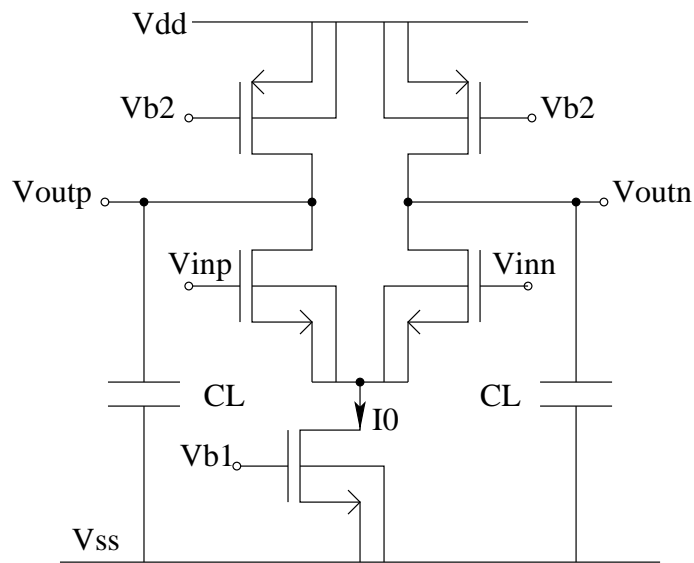 Vdd
Vb2
Vb2
Voutp
Voutn
Vinp
Vinn
CL
CL
I0
Vb1
Vss